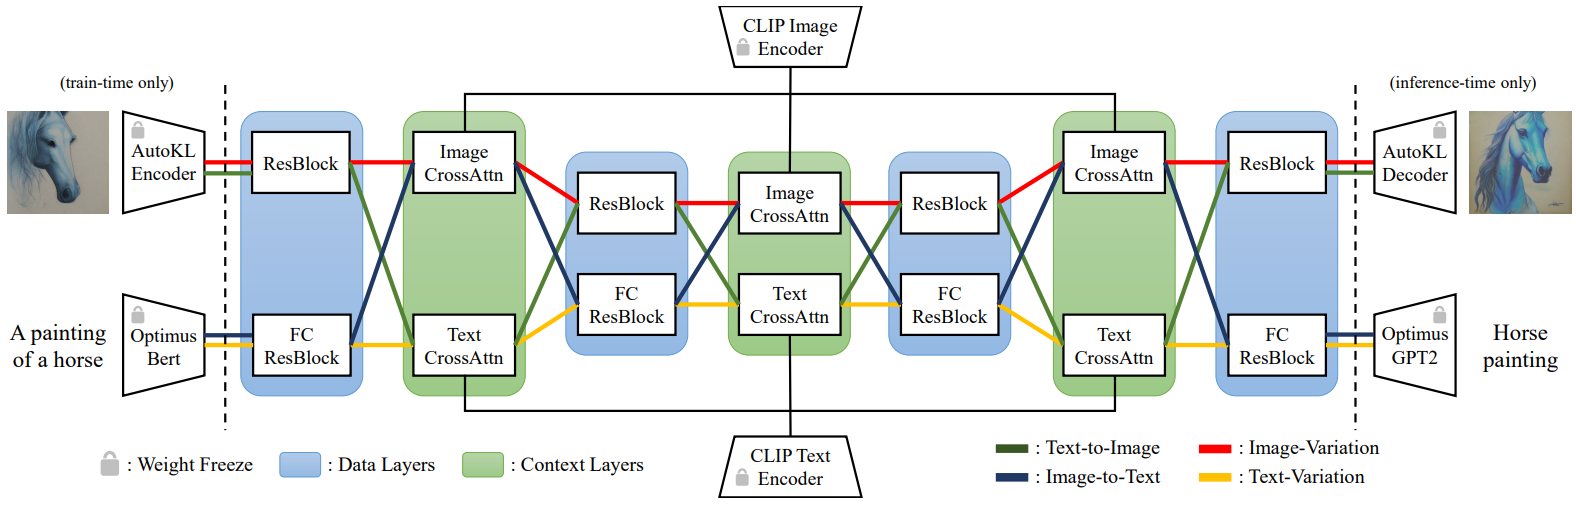 CLIP Image
Encoder
(train-time only)
(inference-time only)
AutoKL
Encoder
ResBlock
Image
CrossAttn
ResBlock
Image
CrossAttn
ResBlock
Image
CrossAttn
ResBlock
AutoKL
Decoder
A painting
of a horse
Optimus
Bert
FC
ResBlock
Text
CrossAttn
FC
ResBlock
Text
CrossAttn
FC
ResBlock
Text
CrossAttn
FC
ResBlock
Optimus
GPT2
Horse
painting
CLIP Text
Encoder
: Weight Freeze
: Data Layers
: Context Layers
: Text-to-Image
: Image-Variation
: Image-to-Text
: Text-Variation